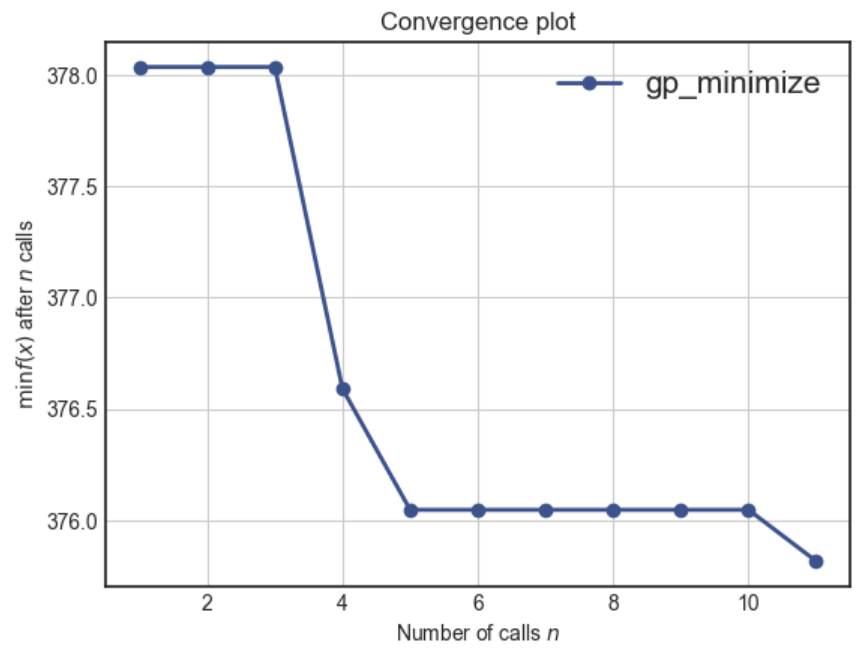 Convergence plot
gp_minimize
min f(x) after n calls
378.0
377.5
377.0
376.5
376.0
2 4 6 8 10
Number of calls n